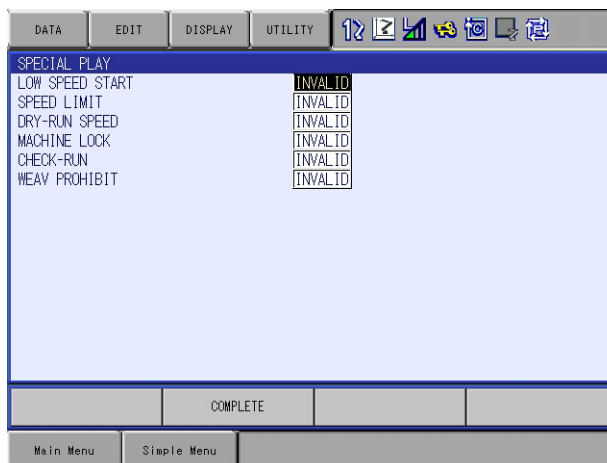 DATA EDIT DISPLAY UTILITY
SPECIAL PLAY
LOW SPEED START INVALID
SPEED LIMIT INVALID
DRY-RUN SPEED INVALID
MACHINE LOCK INVALID
CHECK-RUN INVALID
WEAV PROHIBIT INVALID
COMPLETE
Main Menu Simple Menu